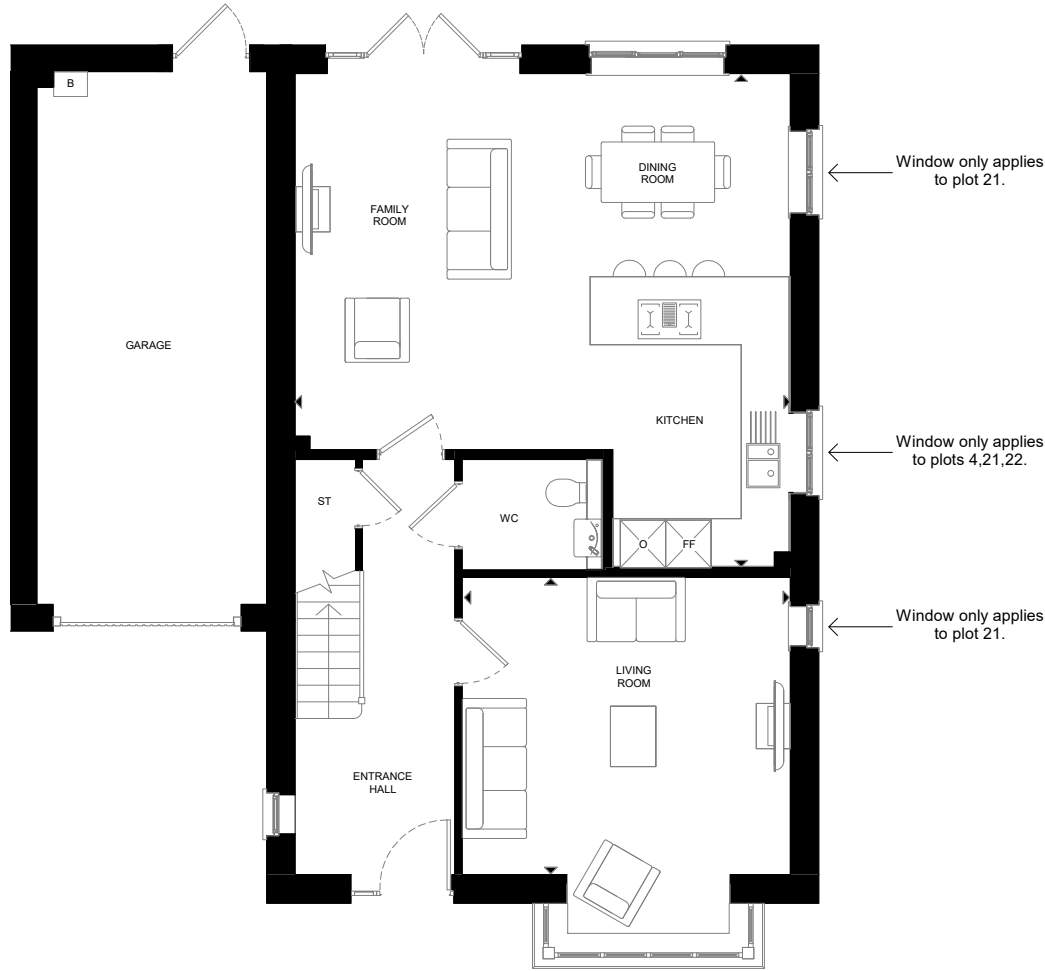 B
DINING
ROOM
Window only applies
to plot 21.
FAMILY
ROOM
GARAGE
KITCHEN
Window only applies
to plots 4,21,22.
ST
WC
O
FF
Window only applies
to plot 21.
LIVING
ROOM
ENTRANCE
HALL